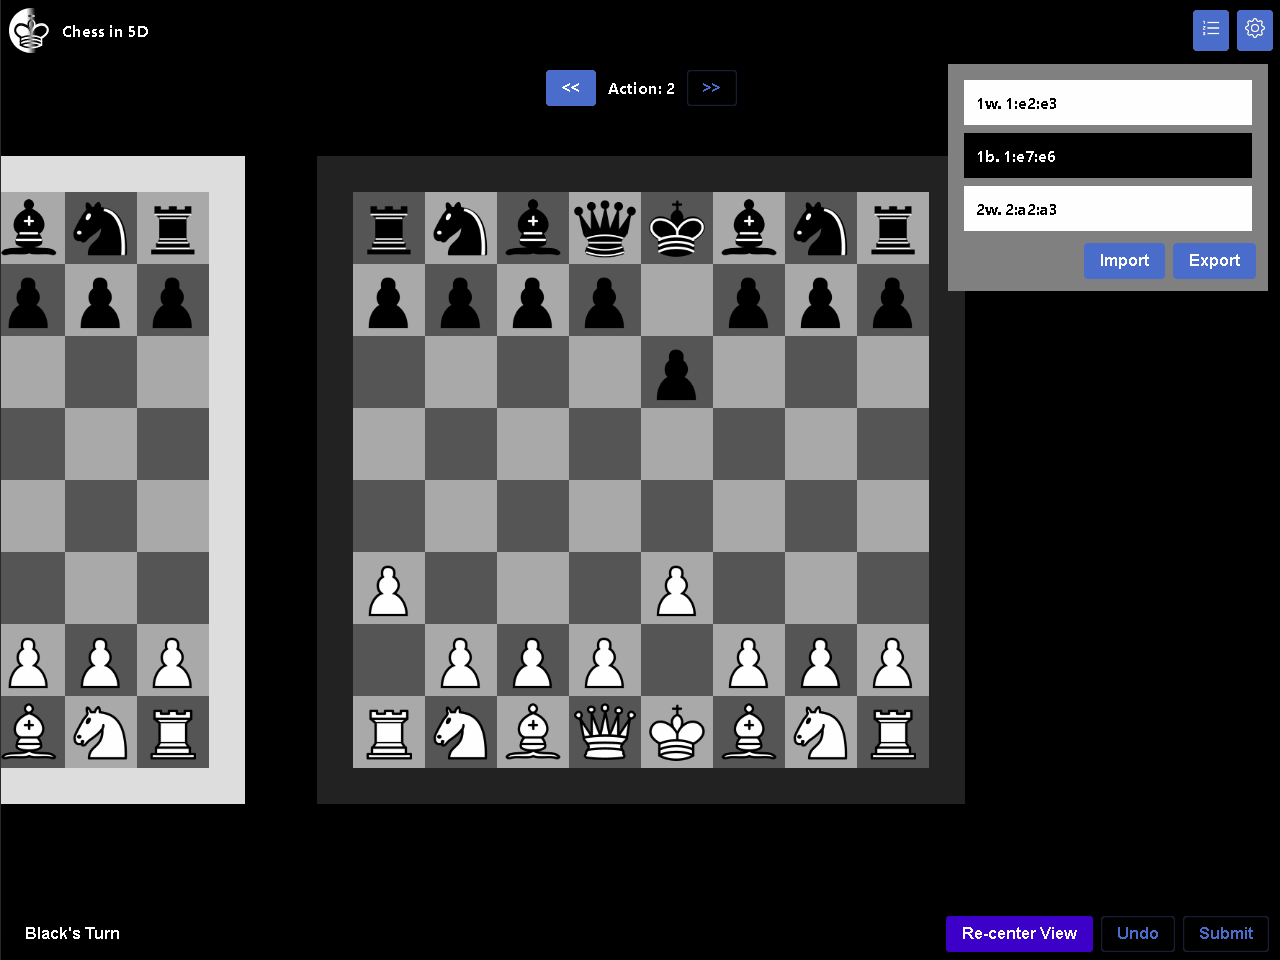 Chess in 5D
<< Action: 2 >>
1w. 1:e2:e3
1b. 1:e7:e6
2w. 2:a2:a3
Import Export
Black's Turn
Re-center View Undo Submit